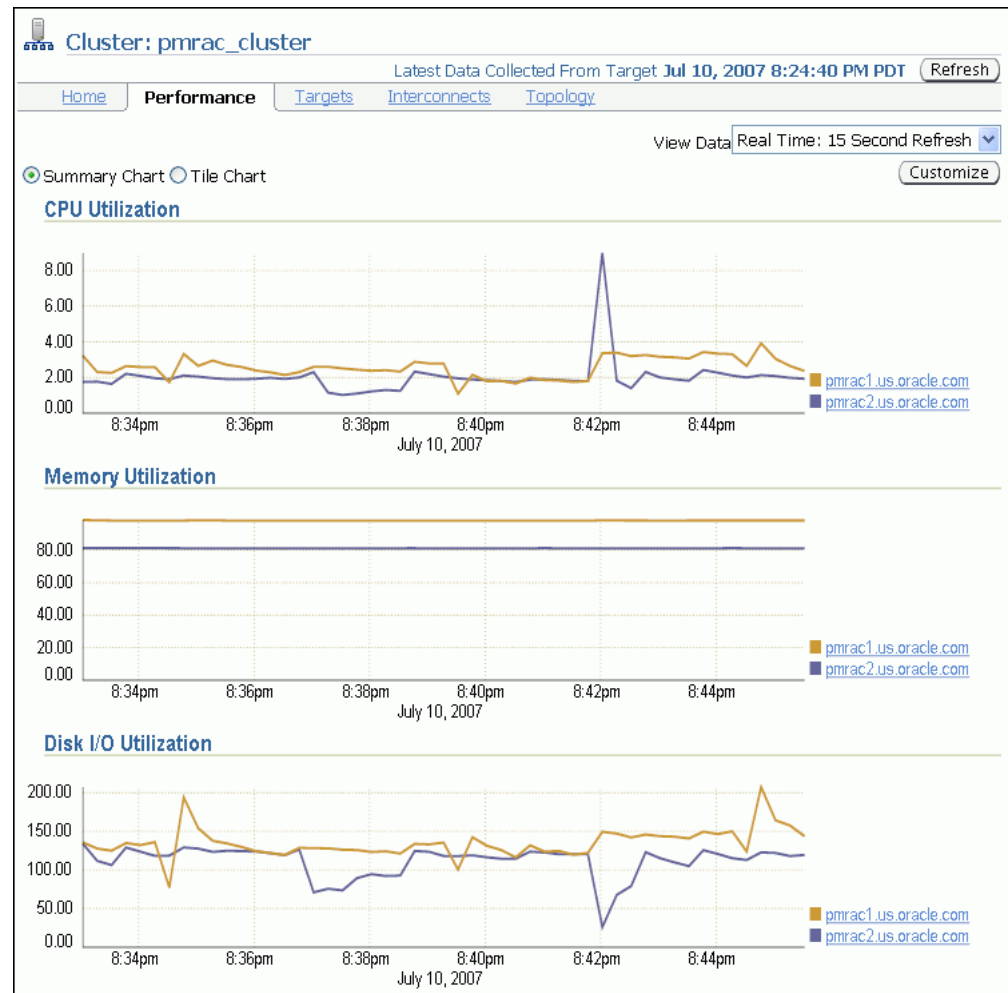 Cluster: pmrac_cluster
Latest Data Collected From Target Jul 10, 2007 8:24:40 PM PDT Refresh
Home Performance Targets Interconnects Topology
View Data Real Time: 15 Second Refresh
Summary Chart Tile Chart Customize
CPU Utilization
8.00
6.00
4.00
2.00
0.00
8:34pm 8:36pm 8:38pm 8:40pm 8:42pm 8:44pm
July 10, 2007
pmrac1.us.oracle.com
pmrac2.us.oracle.com
Memory Utilization
80.00
60.00
40.00
20.00
0.00
8:34pm 8:36pm 8:38pm 8:40pm 8:42pm 8:44pm
July 10, 2007
pmrac1.us.oracle.com
pmrac2.us.oracle.com
Disk I/O Utilization
200.00
150.00
100.00
50.00
0.00
8:34pm 8:36pm 8:38pm 8:40pm 8:42pm 8:44pm
July 10, 2007
pmrac1.us.oracle.com
pmrac2.us.oracle.com